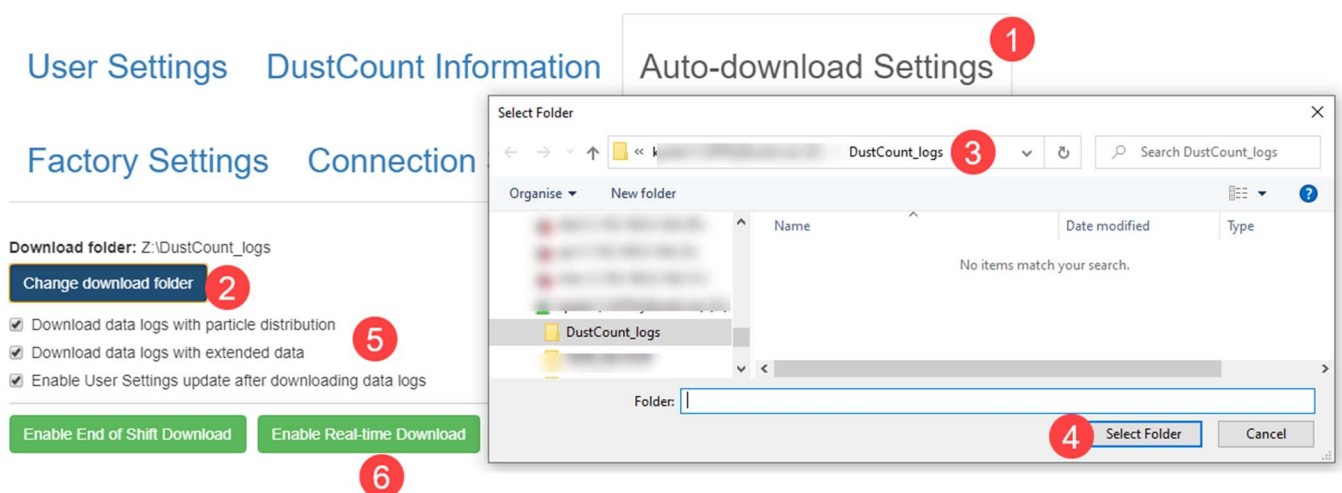 1
User Settings DustCount Information Auto-download Settings
Factory Settings Connection
Download folder: Z:\DustCount_logs
Change download folder 2
Download data logs with particle distribution
Download data logs with extended data
5
Enable User Settings update after downloading data logs
Enable End of Shift Download Enable Real-time Download
6
Select Folder
« DustCount_logs 3 Search DustCount_logs
Organise New folder ?
Name Date modified Type
No items match your search.
DustCount_logs
Folder:
4 Select Folder Cancel